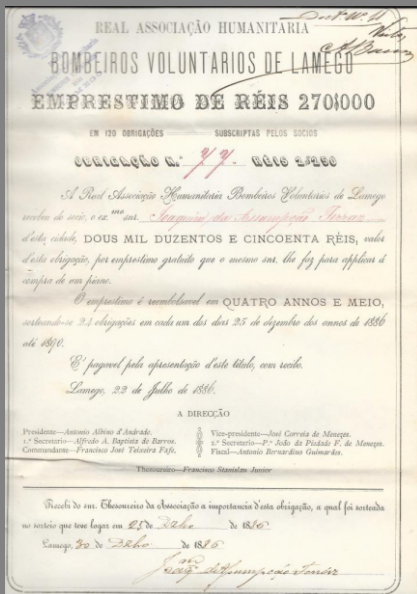 REAL ASSOCIAÇÃO HUMANITARIA
BOMBEIROS VOLUNTARIOS DE LAMEGO
EMPRESTIMO DE RÉIS 270$000
EM 120 OBRIGAÇÕES SUBSCRIPTAS PELOS SOCIOS
OBRIGAÇÃO N.º 77 RÉIS 2$250
A Real Associação Humanitaria Bombeiros Voluntarios de Lamego
recebeu do socio, o ex.mo snr. Joaquim da Assumpção Ferraz
d'esta cidade, DOUS MIL DUZENTOS E CINCOENTA RÉIS, valor
d'esta obrigação, por emprestimo gratuito que o mesmo snr. lhe fez para applicar á
compra de um piano.
O emprestimo é reembolsavel em QUATRO ANNOS E MEIO,
sorteando-se 24 obrigações em cada um dos dias 25 de dezembro dos annos de 1886
até 1890.
É pagavel pela apresentação d'este titulo, com recibo.
Lamego, 22 de Julho de 1886.
A DIRECÇÃO
Presidente—Antonio Albino d'Andrade.
Vice-presidente—José Correia de Menezes.
1.º Secretario—Alfredo A. Baptista de Barros.
2.º Secretario—P.e João da Piedade F. de Menezes.
Commandante—Francisco José Teixeira Fafo.
Fiscal—Antonio Bernardino Guimarães.
Thesoureiro—Francisco Stanislau Junior
Recebi do snr. Thesoureiro da Associação a importancia d'esta obrigação, a qual foi sorteada
no sorteio que teve logar em 25 de Dzbo de 1886
Lamego, 30 de Dzbo de 1886
Joaqm d'Assumpção Ferraz